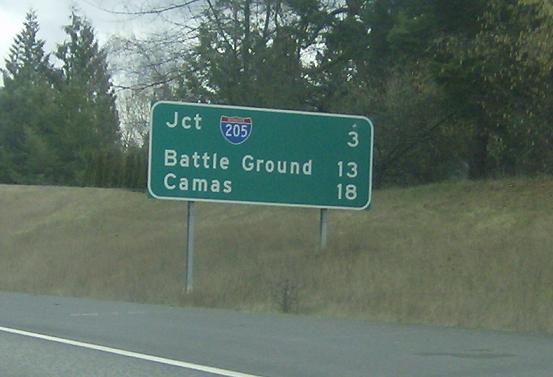 Jct 205 3
Battle Ground 13
Camas 18